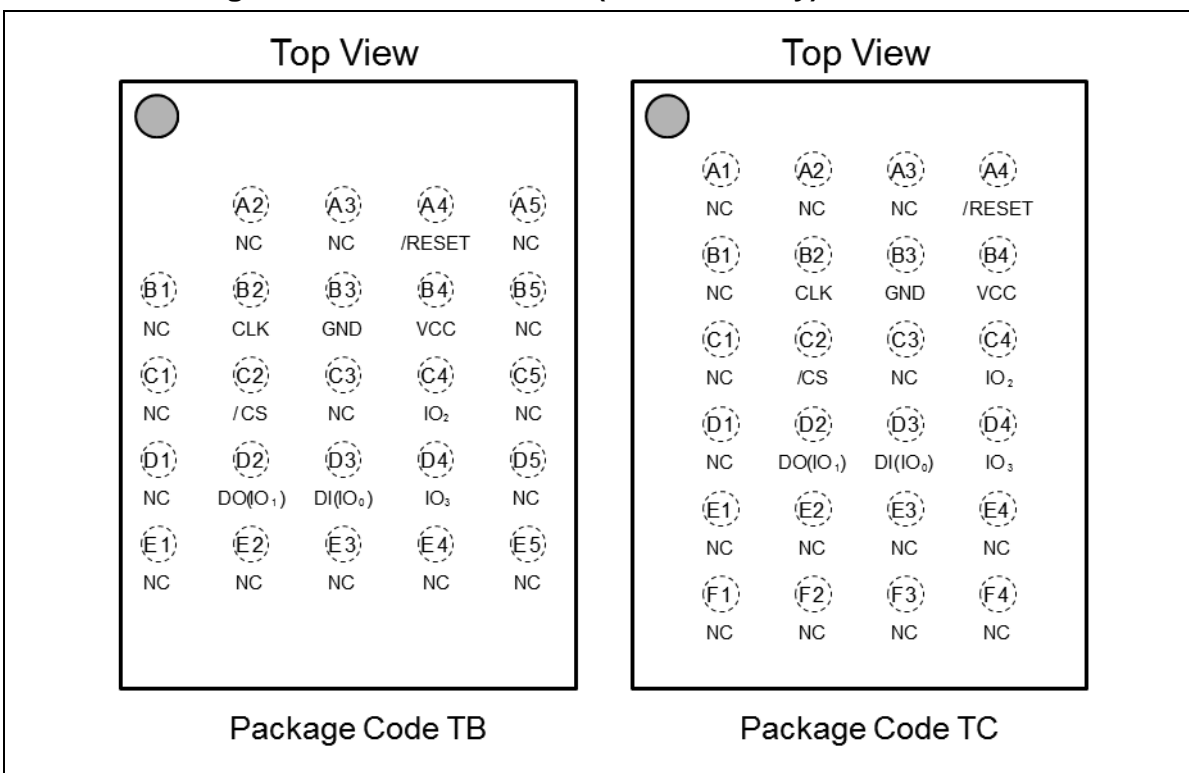 Top View
A2 A3 A4 A5
NC NC /RESET NC
B1 B2 B3 B4 B5
NC CLK GND VCC NC
C1 C2 C3 C4 C5
NC /CS NC IO₂ NC
D1 D2 D3 D4 D5
NC DO(IO₁) DI(IO₀) IO₃ NC
E1 E2 E3 E4 E5
NC NC NC NC NC
Package Code TB
Top View
A1 A2 A3 A4
NC NC NC /RESET
B1 B2 B3 B4
NC CLK GND VCC
C1 C2 C3 C4
NC /CS NC IO₂
D1 D2 D3 D4
NC DO(IO₁) DI(IO₀) IO₃
E1 E2 E3 E4
NC NC NC NC
F1 F2 F3 F4
NC NC NC NC
Package Code TC